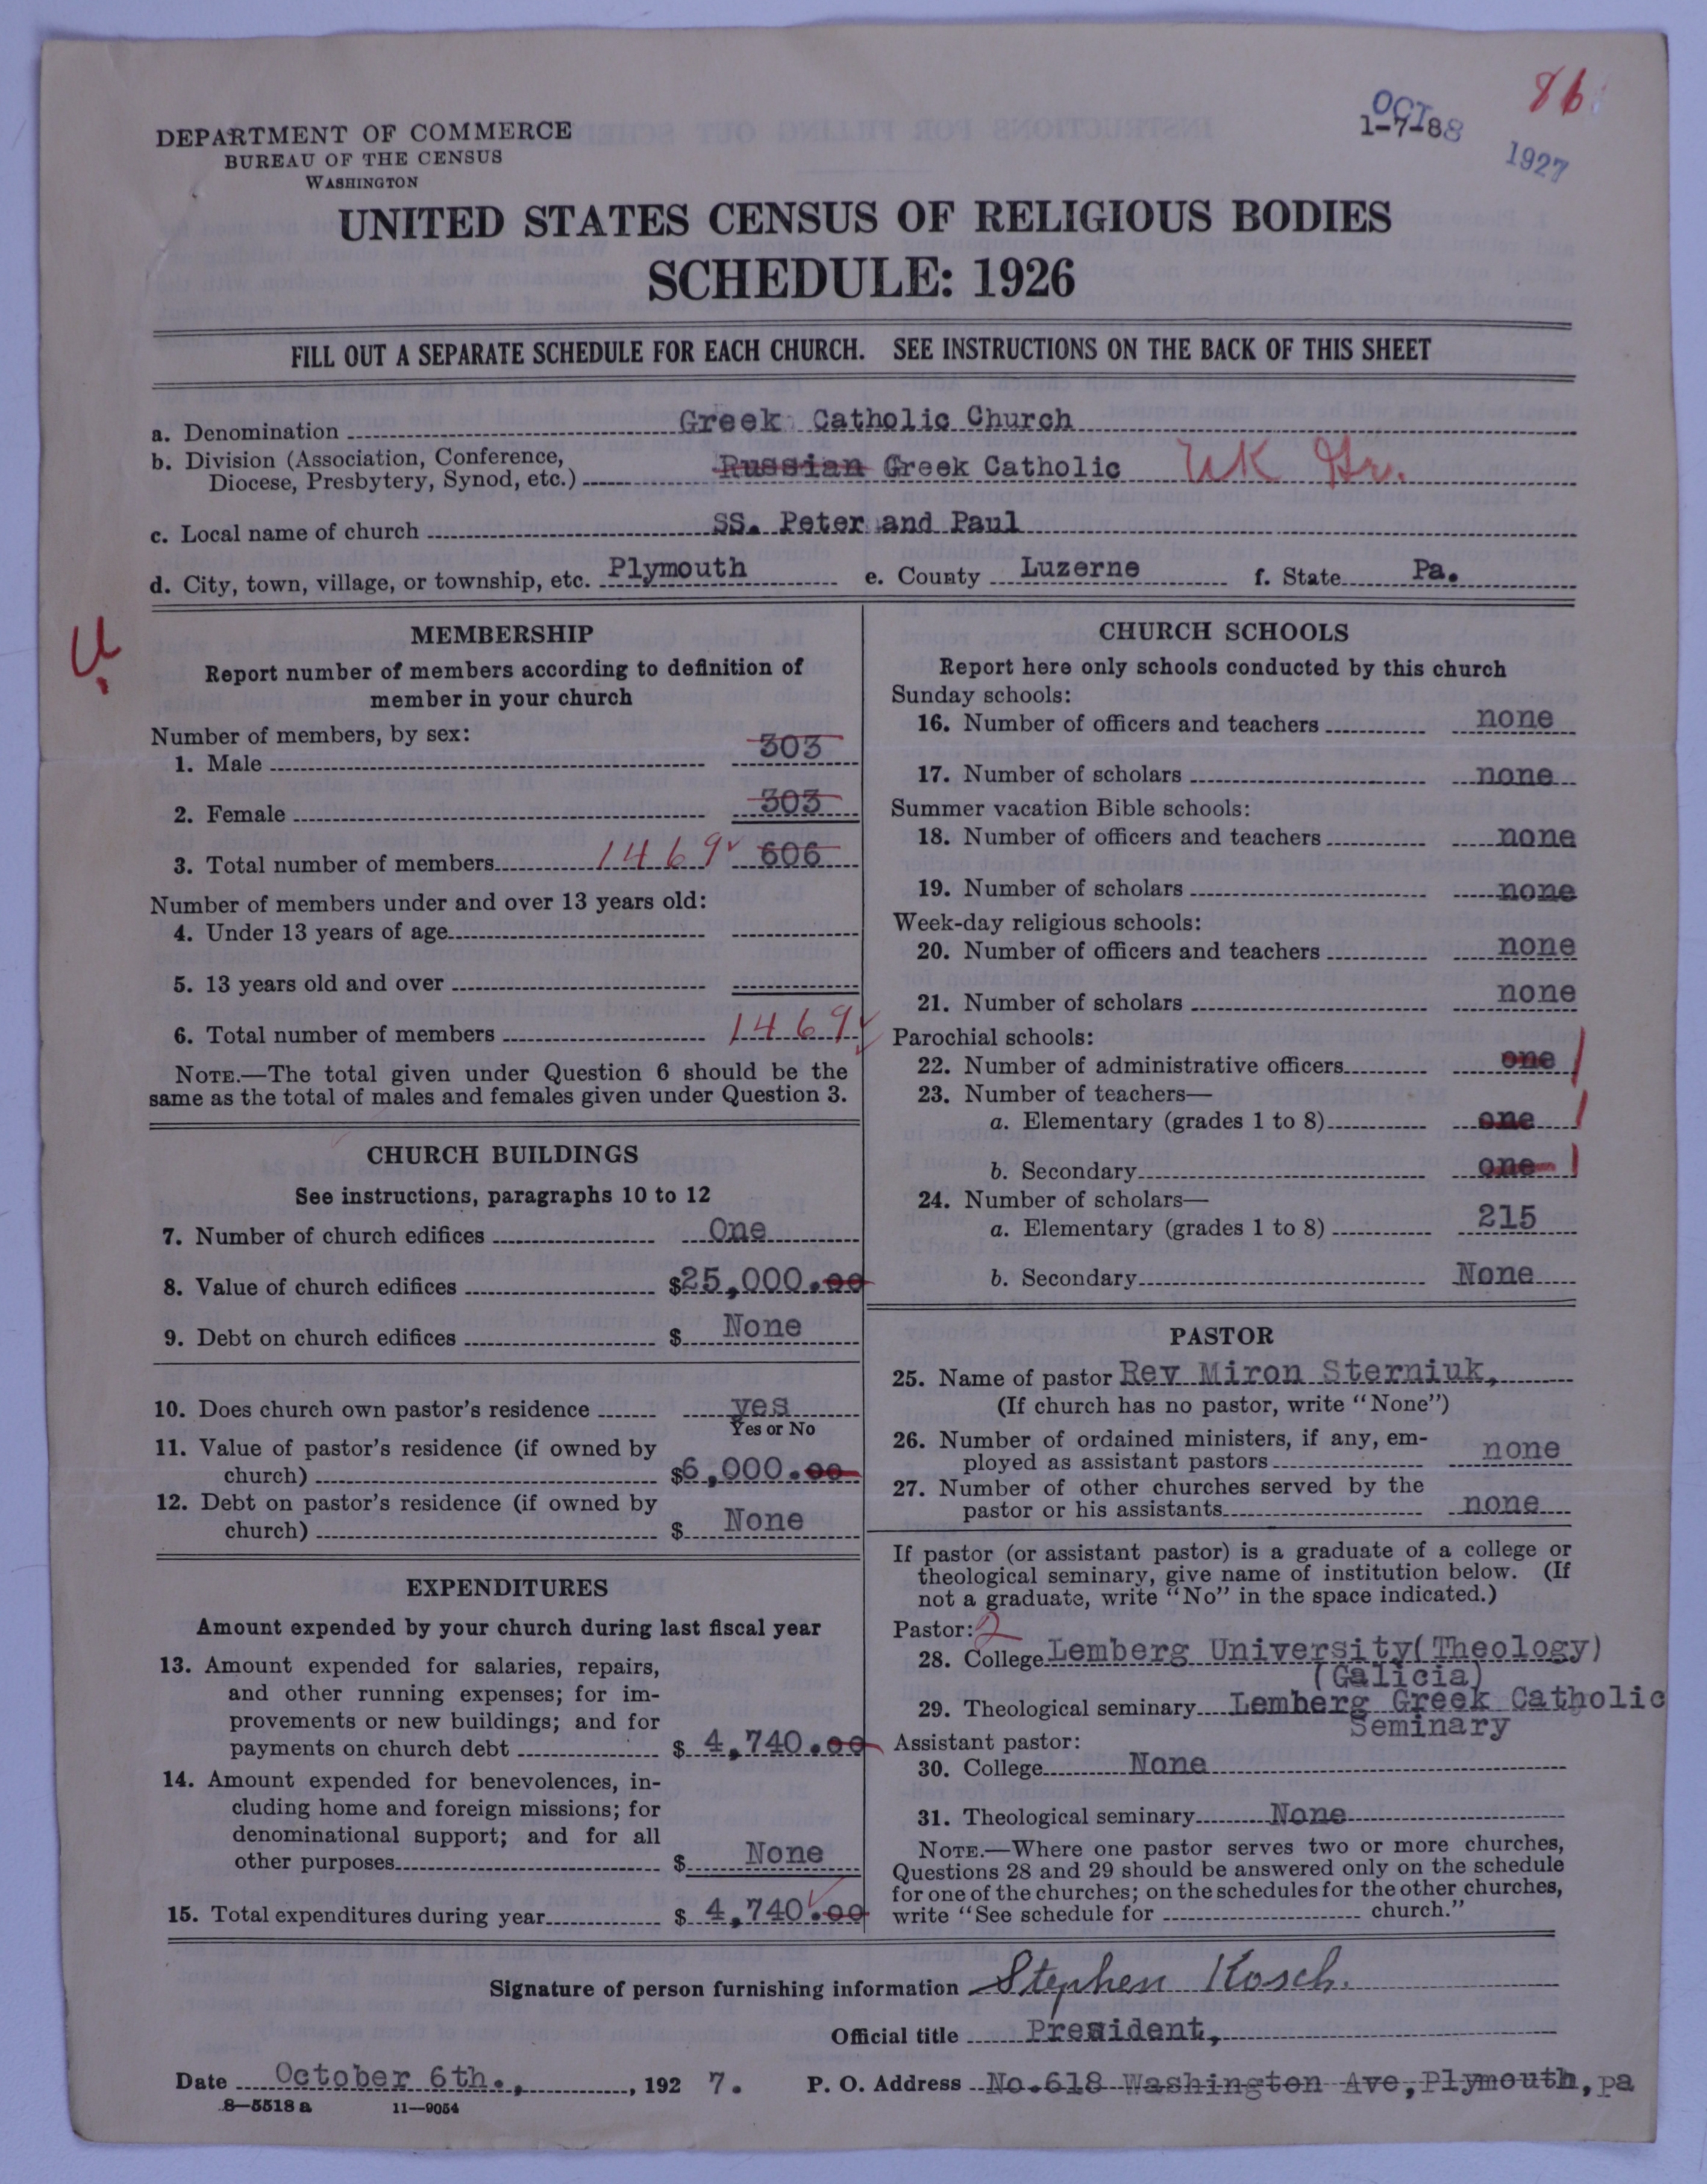 86
OCT 8
1-7-88
1927
DEPARTMENT OF COMMERCE
BUREAU OF THE CENSUS
WASHINGTON
UNITED STATES CENSUS OF RELIGIOUS BODIES
SCHEDULE: 1926
FILL OUT A SEPARATE SCHEDULE FOR EACH CHURCH. SEE INSTRUCTIONS ON THE BACK OF THIS SHEET
a. Denomination Greek Catholic Church
b. Division (Association, Conference, Diocese, Presbytery, Synod, etc.) Russian Greek Catholic UK Gr.
c. Local name of church SS. Peter and Paul
d. City, town, village, or township, etc. Plymouth e. County Luzerne f. State Pa.
U
MEMBERSHIP
Report number of members according to definition of
member in your church
Number of members, by sex:
1. Male 303
2. Female 303
3. Total number of members 1469 606
Number of members under and over 13 years old:
4. Under 13 years of age
5. 13 years old and over
6. Total number of members 1469
NOTE.—The total given under Question 6 should be the
same as the total of males and females given under Question 3.
CHURCH BUILDINGS
See instructions, paragraphs 10 to 12
7. Number of church edifices One
8. Value of church edifices $25,000.00
9. Debt on church edifices $ None
10. Does church own pastor's residence yes
Yes or No
11. Value of pastor's residence (if owned by
church) $6,000.00
12. Debt on pastor's residence (if owned by
church) $ None
EXPENDITURES
Amount expended by your church during last fiscal year
13. Amount expended for salaries, repairs,
and other running expenses; for im-
provements or new buildings; and for
payments on church debt $ 4,740.00
14. Amount expended for benevolences, in-
cluding home and foreign missions; for
denominational support; and for all
other purposes $ None
15. Total expenditures during year $ 4,740.00
CHURCH SCHOOLS
Report here only schools conducted by this church
Sunday schools:
16. Number of officers and teachers none
17. Number of scholars none
Summer vacation Bible schools:
18. Number of officers and teachers none
19. Number of scholars none
Week-day religious schools:
20. Number of officers and teachers none
21. Number of scholars none
Parochial schools:
22. Number of administrative officers one 1
23. Number of teachers—
a. Elementary (grades 1 to 8) one 1
b. Secondary one 1
24. Number of scholars—
a. Elementary (grades 1 to 8) 215
b. Secondary None
PASTOR
25. Name of pastor Rev Miron Sterniuk,
(If church has no pastor, write "None")
26. Number of ordained ministers, if any, em-
ployed as assistant pastors none
27. Number of other churches served by the
pastor or his assistants none
If pastor (or assistant pastor) is a graduate of a college or
theological seminary, give name of institution below. (If
not a graduate, write "No" in the space indicated.)
Pastor: 2
28. College Lemberg University(Theology)
(Galicia)
29. Theological seminary Lemberg Greek Catholic
Seminary
Assistant pastor:
30. College None
31. Theological seminary None
NOTE.—Where one pastor serves two or more churches,
Questions 28 and 29 should be answered only on the schedule
for one of the churches; on the schedules for the other churches,
write "See schedule for church."
Signature of person furnishing information Stephen Kosch.
Official title President,
Date October 6th., , 192 7. P. O. Address No.618 Washington Ave,Plymouth,pa
8—5518 a 11—9054